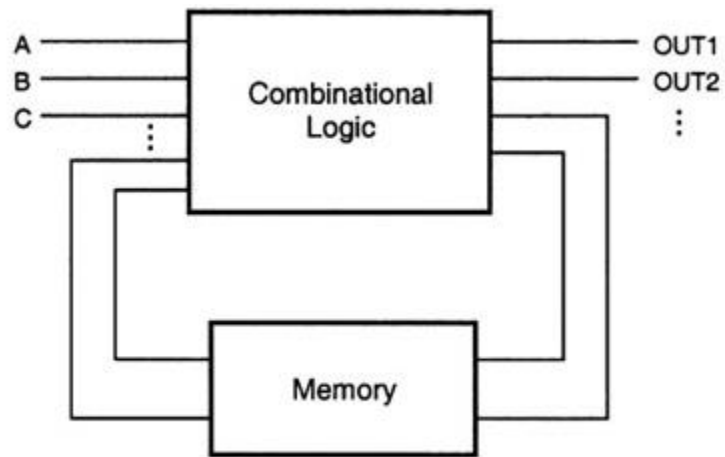 A
B
C
Combinational
Logic
OUT1
OUT2
Memory